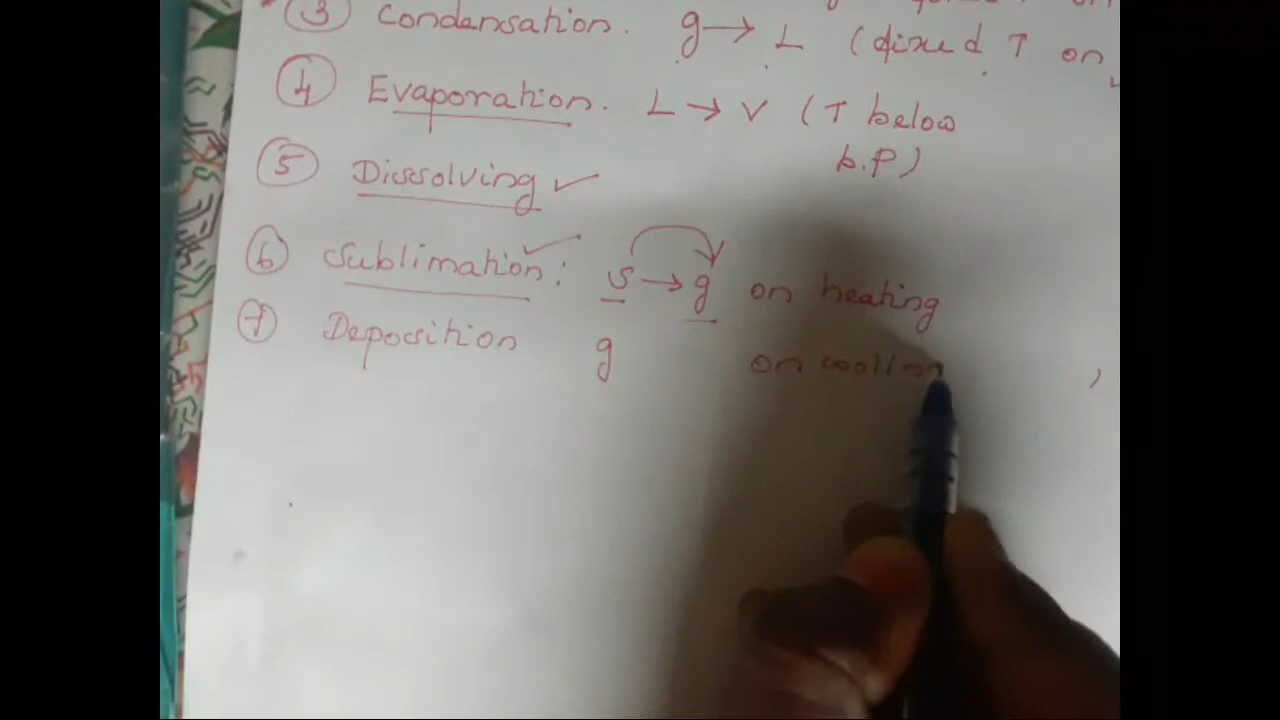 ③ Condensation. g → L (fixed T on
④ Evaporation. L → V (T below
b.p)
⑤ Dissolving ✓
⑥ Sublimation: s → g on heating
⑦ Deposition g on cooling